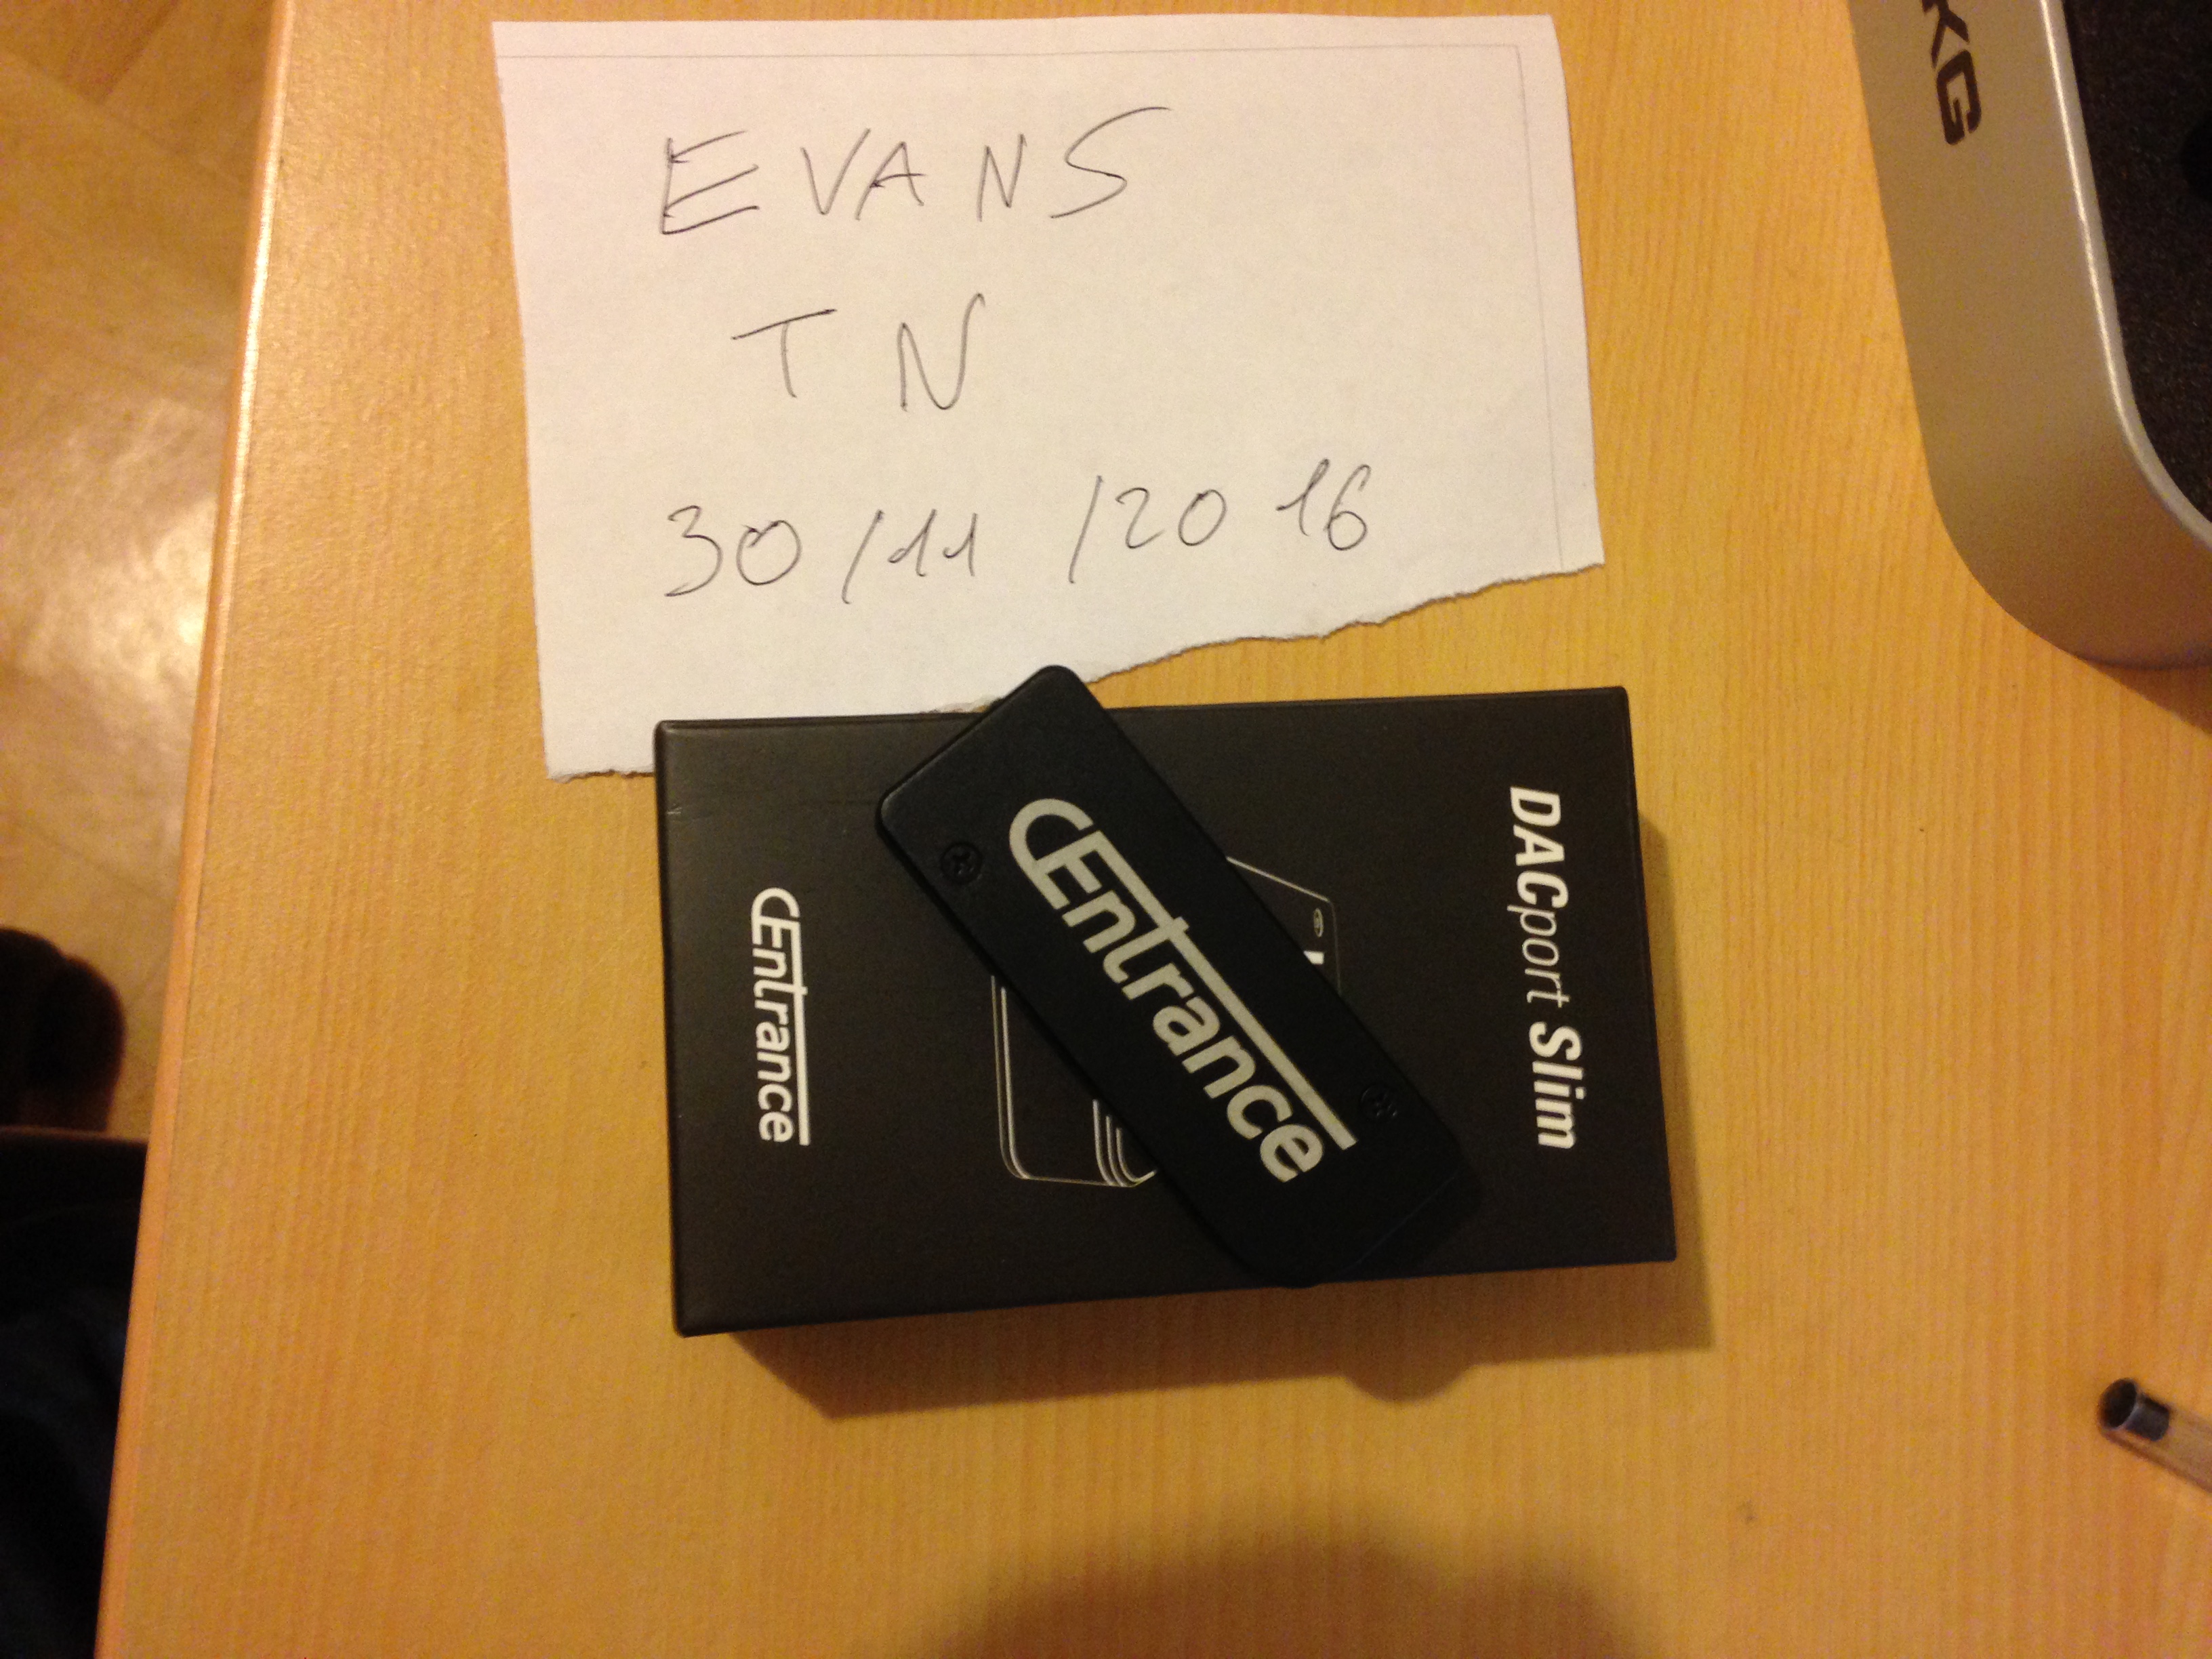 EVANS
TN
30/11/2016
CEntrance
DACport Slim
CEntrance
KG